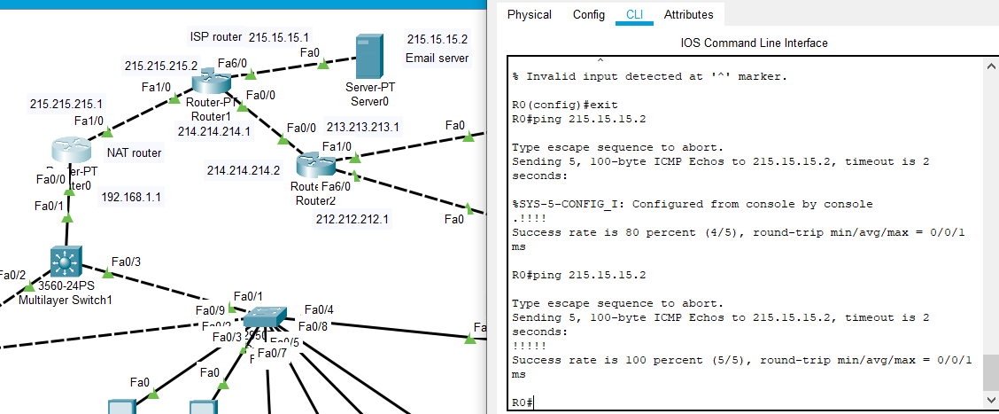 ISP router 215.15.15.1
215.15.15.2
Email server
Fa0
Fa6/0
215.215.215.2
Fa1/0
Server-PT
Server0
Router-PT
Router1
Fa0/0
215.215.215.1
Fa1/0
214.214.214.1
Fa0/0
213.213.213.1
Fa0
Fa1/0
NAT router
214.214.214.2
Fa0/0
192.168.1.1
Fa6/0
Router2
212.212.212.1
Fa0
Fa0/1
Fa0/3
Fa0/2
3560-24PS
Multilayer Switch1
Fa0/1
Fa0/9
Fa0/4
Fa0/8
Fa0/3
Fa0/5
Fa0/7
Fa0
Fa0
Physical Config CLI Attributes
IOS Command Line Interface
^
% Invalid input detected at '^' marker.
R0(config)#exit
R0#ping 215.15.15.2
Type escape sequence to abort.
Sending 5, 100-byte ICMP Echos to 215.15.15.2, timeout is 2
seconds:
%SYS-5-CONFIG_I: Configured from console by console
.!!!!
Success rate is 80 percent (4/5), round-trip min/avg/max = 0/0/1
ms
R0#ping 215.15.15.2
Type escape sequence to abort.
Sending 5, 100-byte ICMP Echos to 215.15.15.2, timeout is 2
seconds:
!!!!!
Success rate is 100 percent (5/5), round-trip min/avg/max = 0/0/1
ms
R0#